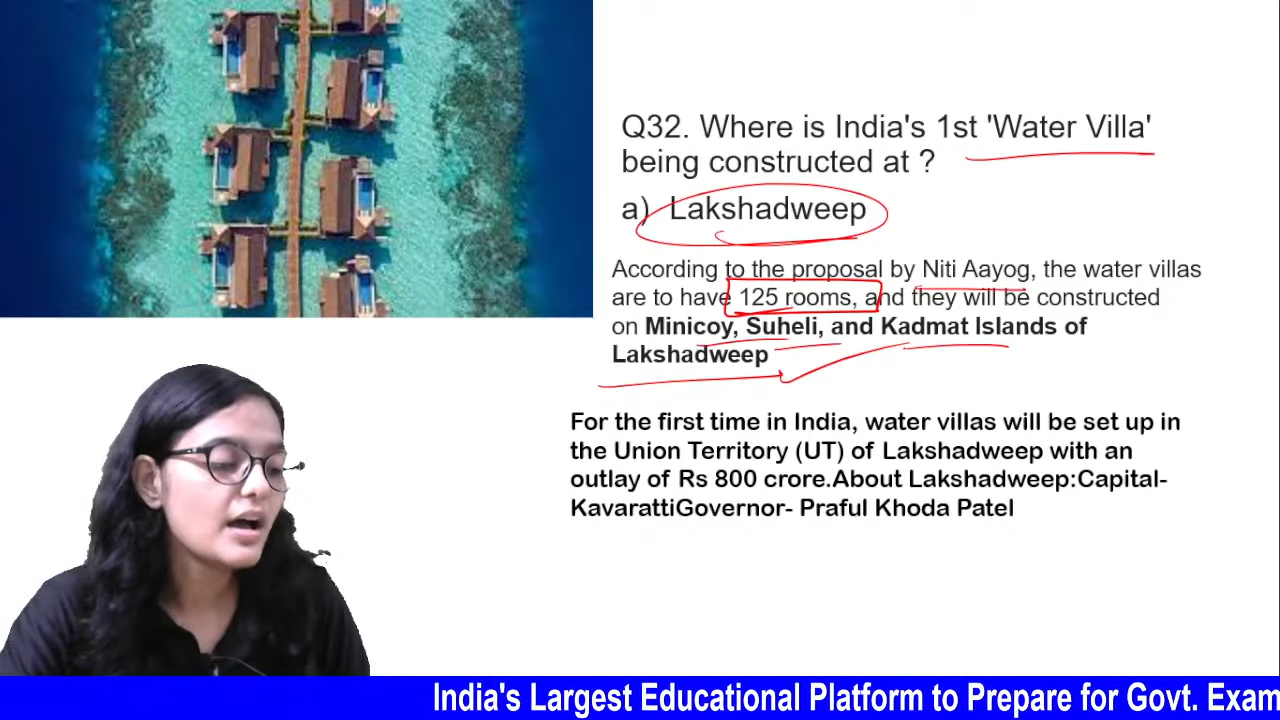 Q32. Where is India's 1st 'Water Villa'
being constructed at ?
a) Lakshadweep
According to the proposal by Niti Aayog, the water villas
are to have 125 rooms, and they will be constructed
on Minicoy, Suheli, and Kadmat Islands of
Lakshadweep
For the first time in India, water villas will be set up in
the Union Territory (UT) of Lakshadweep with an
outlay of Rs 800 crore.About Lakshadweep:Capital-
KavarattiGovernor- Praful Khoda Patel
India's Largest Educational Platform to Prepare for Govt. Exam